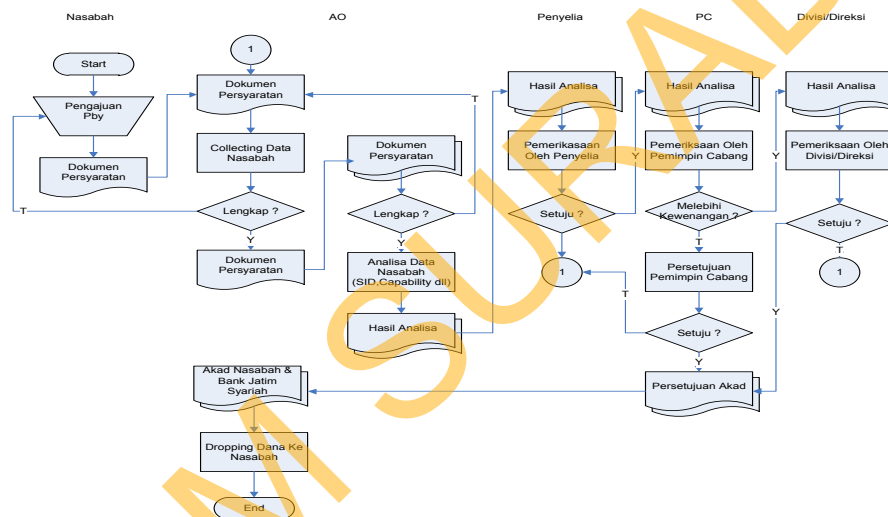 Nasabah
AO
Penyelia
PC
Divisi/Direksi
Start
Pengajuan
Pby
Dokumen
Persyaratan
T
1
Dokumen
Persyaratan
Collecting Data
Nasabah
Lengkap ?
Y
Dokumen
Persyaratan
Dokumen
Persyaratan
T
Lengkap ?
Y
Analisa Data
Nasabah
(SID,Capability dll)
Hasil Analisa
Hasil Analisa
Pemerikasaan
Oleh Penyelia
Y
Setuju ?
1
Hasil Analisa
Pemeriksaan Oleh
Pemimpin Cabang
Y
Melebihi
Kewenangan ?
T
Persetujuan
Pemimpin Cabang
T
Setuju ?
Y
Persetujuan Akad
Hasil Analisa
Pemeriksaan Oleh
Divisi/Direksi
Setuju ?
T
1
Y
Akad Nasabah &
Bank Jatim
Syariah
Dropping Dana Ke
Nasabah
End
M SURA